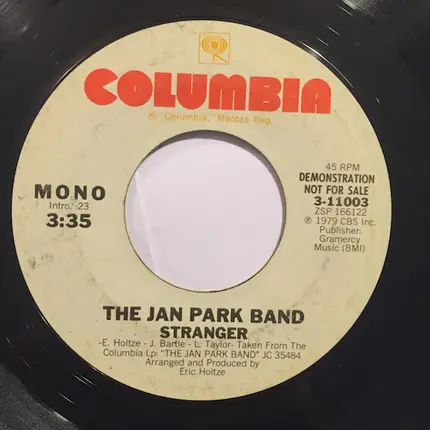 COLUMBIA
® "Columbia," Marcas Reg.
MONO
Intro. :23
3:35
45 RPM
DEMONSTRATION
NOT FOR SALE
3-11003
ZSP 166122
℗ 1979 CBS Inc.
Publisher:
Gramercy
Music (BMI)
THE JAN PARK BAND
STRANGER
-E. Holtze - J. Bartle - L. Taylor- Taken From The
Columbia Lp: "THE JAN PARK BAND" JC 35484
Arranged and Produced by
Eric Holtze